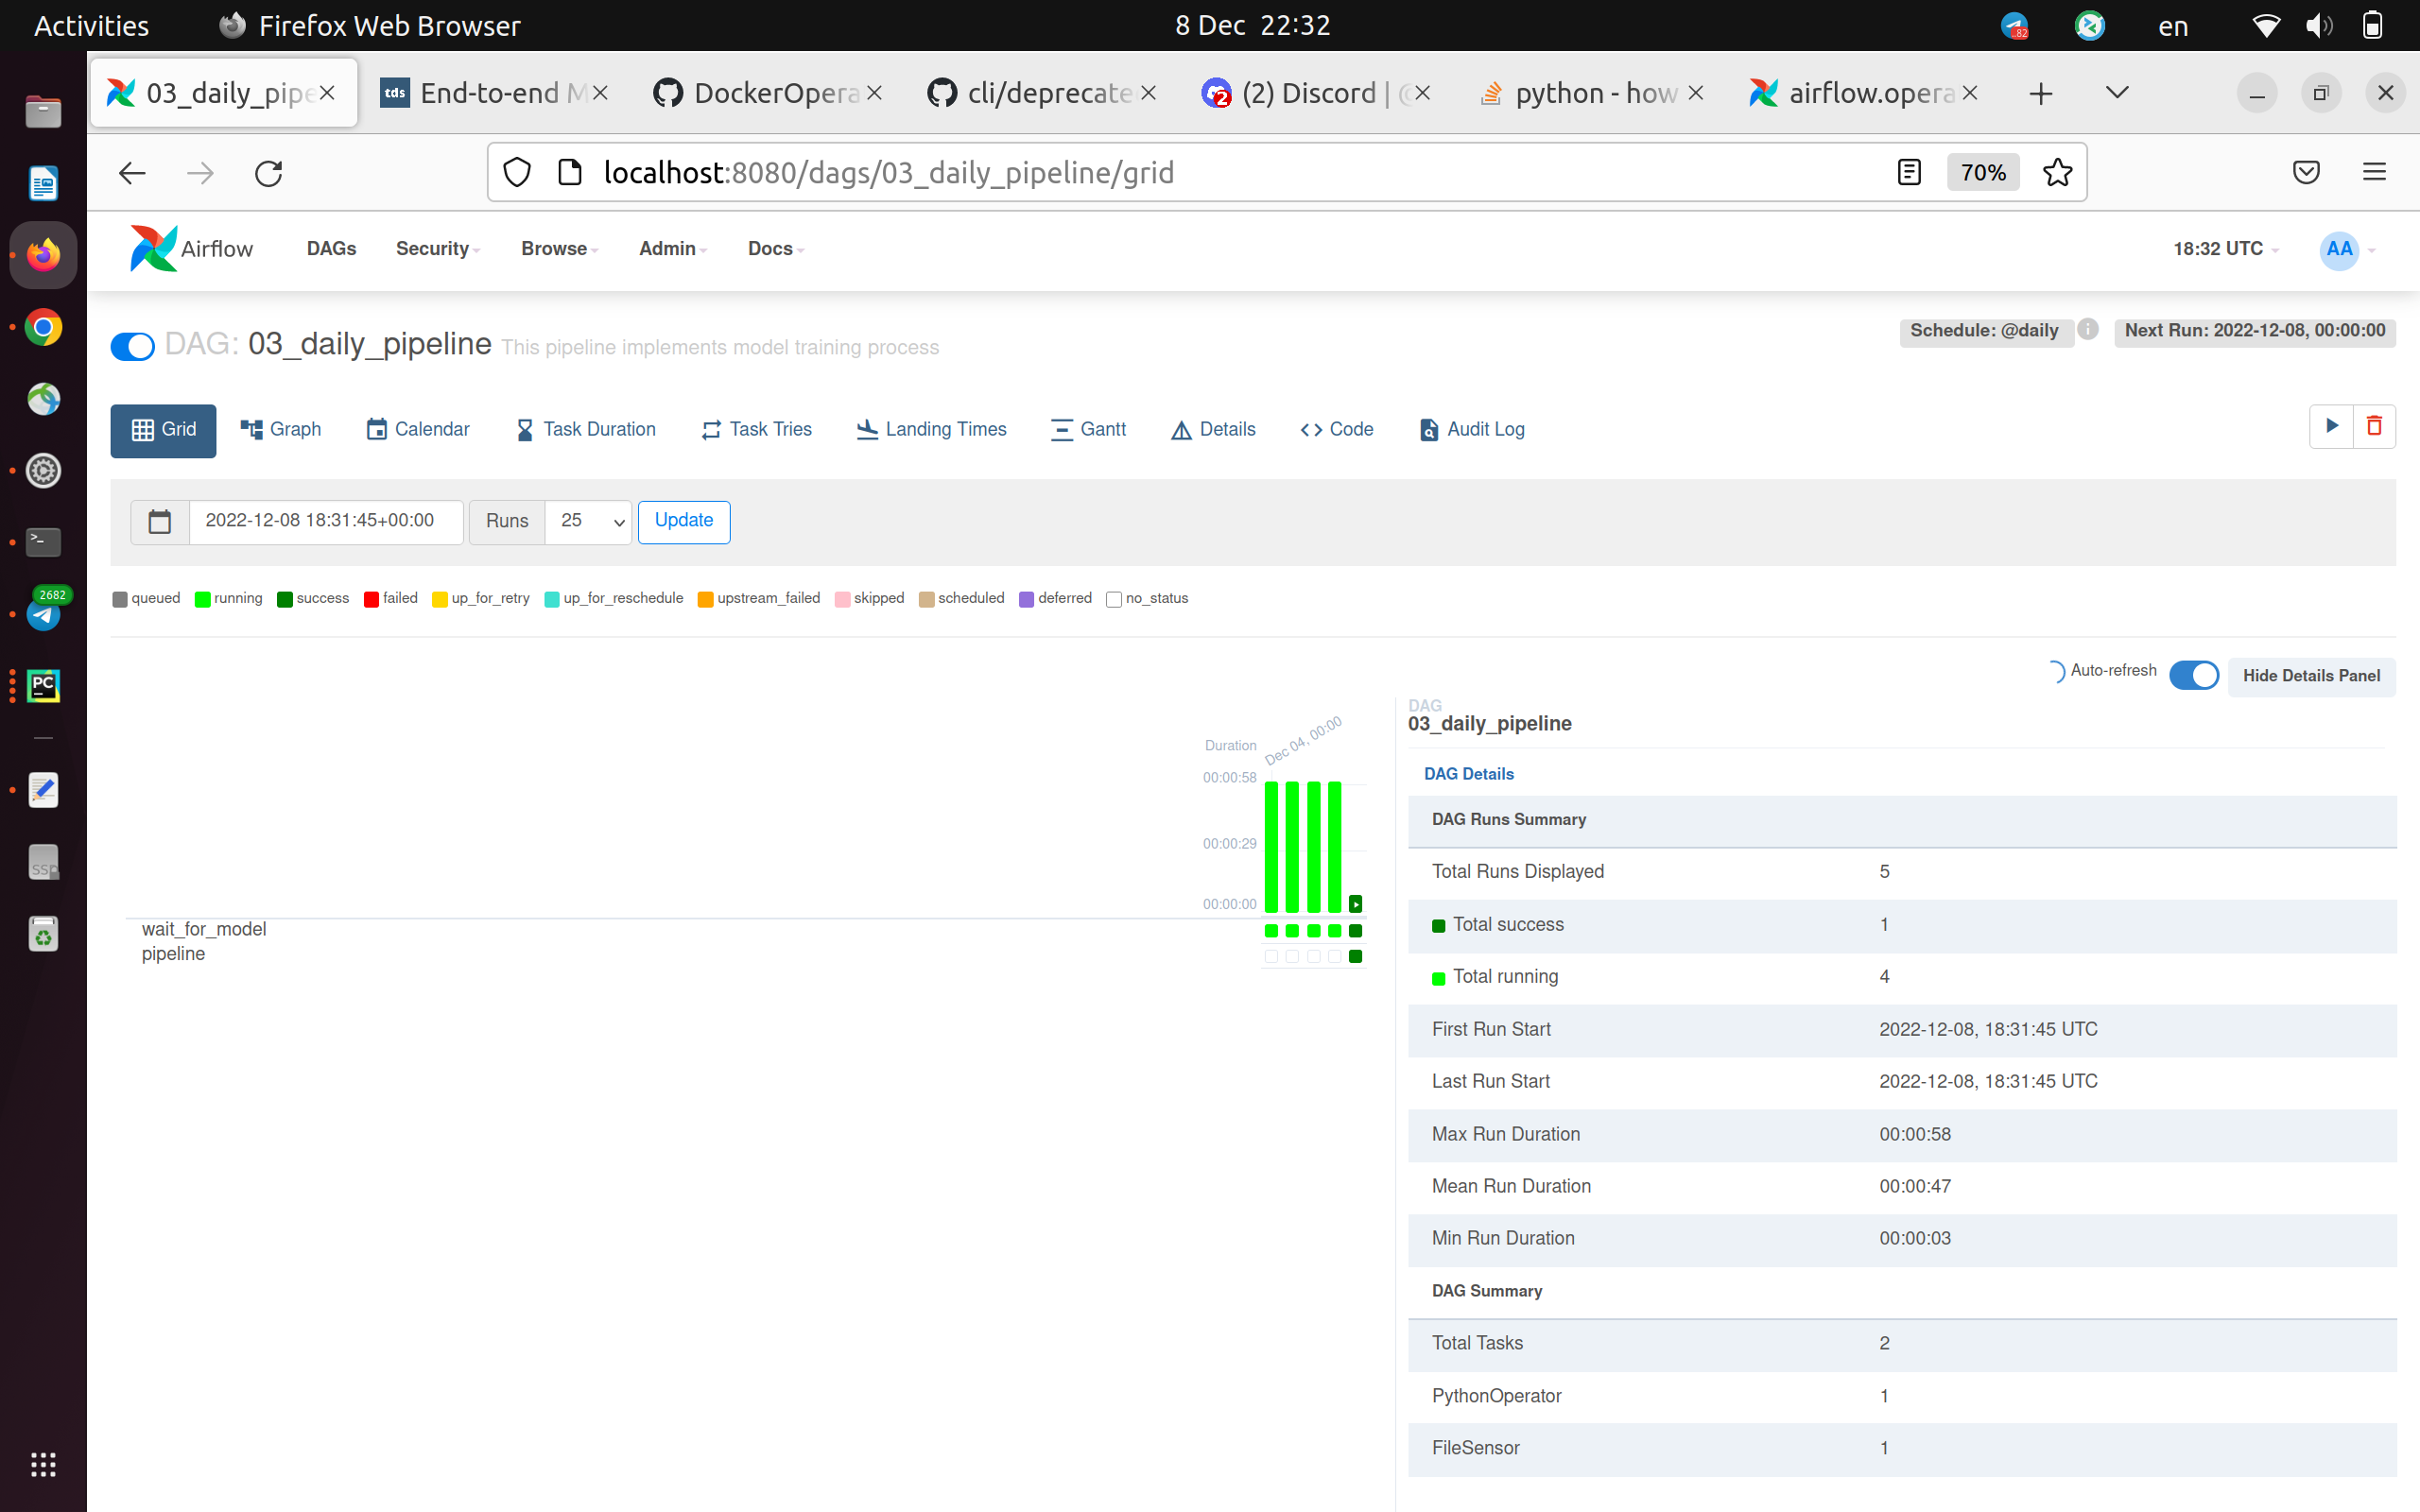 Activities Firefox Web Browser 8 Dec 22:32 ..82 en
03_daily_pipe tds End-to-end M DockerOpera cli/deprecate 2 (2) Discord | python - how airflow.opera
localhost:8080/dags/03_daily_pipeline/grid 70%
Airflow DAGs Security Browse Admin Docs 18:32 UTC AA
DAG: 03_daily_pipeline This pipeline implements model training process Schedule: @daily i Next Run: 2022-12-08, 00:00:00
Grid Graph Calendar Task Duration Task Tries Landing Times Gantt Details Code Audit Log
2022-12-08 18:31:45+00:00 Runs 25 Update
queued running success failed up_for_retry up_for_reschedule upstream_failed skipped scheduled deferred no_status
2682
Auto-refresh Hide Details Panel
PC
Duration Dec 04, 00:00
00:00:58
00:00:29
00:00:00
wait_for_model
pipeline
DAG
03_daily_pipeline
DAG Details
DAG Runs Summary
Total Runs Displayed 5
Total success 1
Total running 4
First Run Start 2022-12-08, 18:31:45 UTC
Last Run Start 2022-12-08, 18:31:45 UTC
Max Run Duration 00:00:58
Mean Run Duration 00:00:47
Min Run Duration 00:00:03
DAG Summary
Total Tasks 2
PythonOperator 1
FileSensor 1
SSD